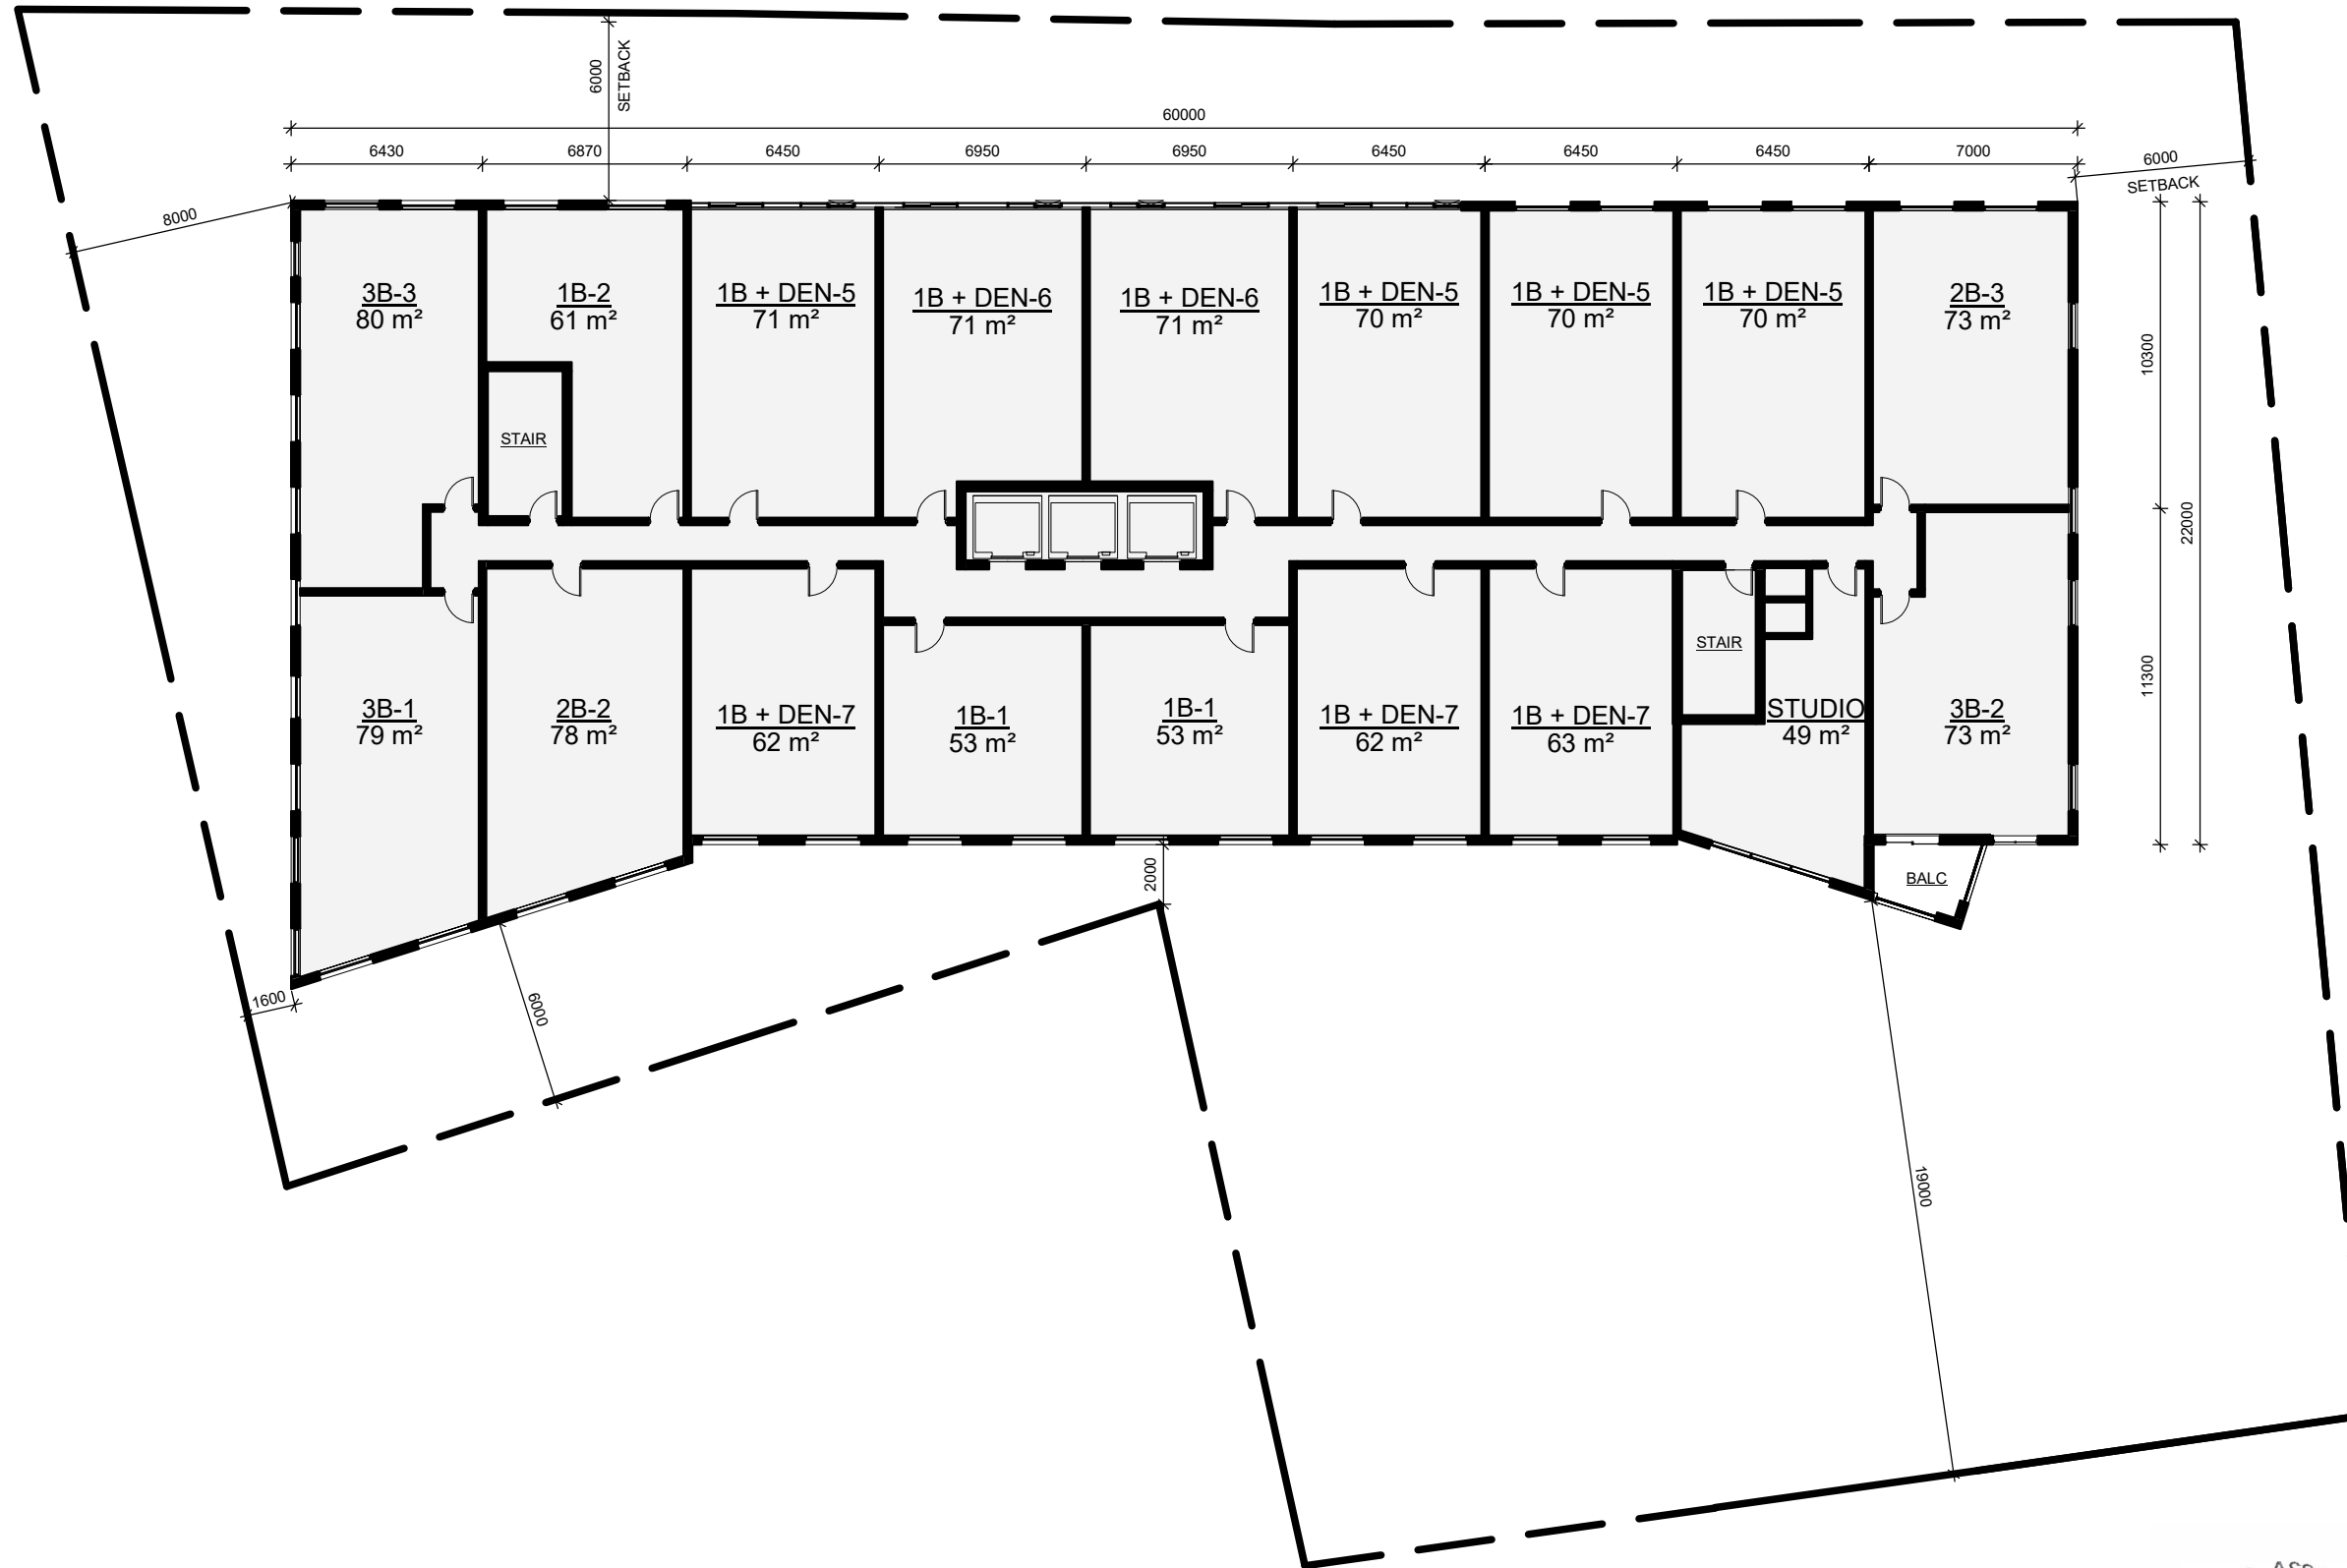 6000
SETBACK
60000
6430
6870
6450
6950
6950
6450
6450
6450
7000
6000
SETBACK
8000
3B-3
80 m²
1B-2
61 m²
1B + DEN-5
71 m²
1B + DEN-6
71 m²
1B + DEN-6
71 m²
1B + DEN-5
70 m²
1B + DEN-5
70 m²
1B + DEN-5
70 m²
2B-3
73 m²
10300
22000
STAIR
STAIR
11300
3B-1
79 m²
2B-2
78 m²
1B + DEN-7
62 m²
1B-1
53 m²
1B-1
53 m²
1B + DEN-7
62 m²
1B + DEN-7
63 m²
STUDIO
49 m²
3B-2
73 m²
2000
BALC
1600
6000
19000